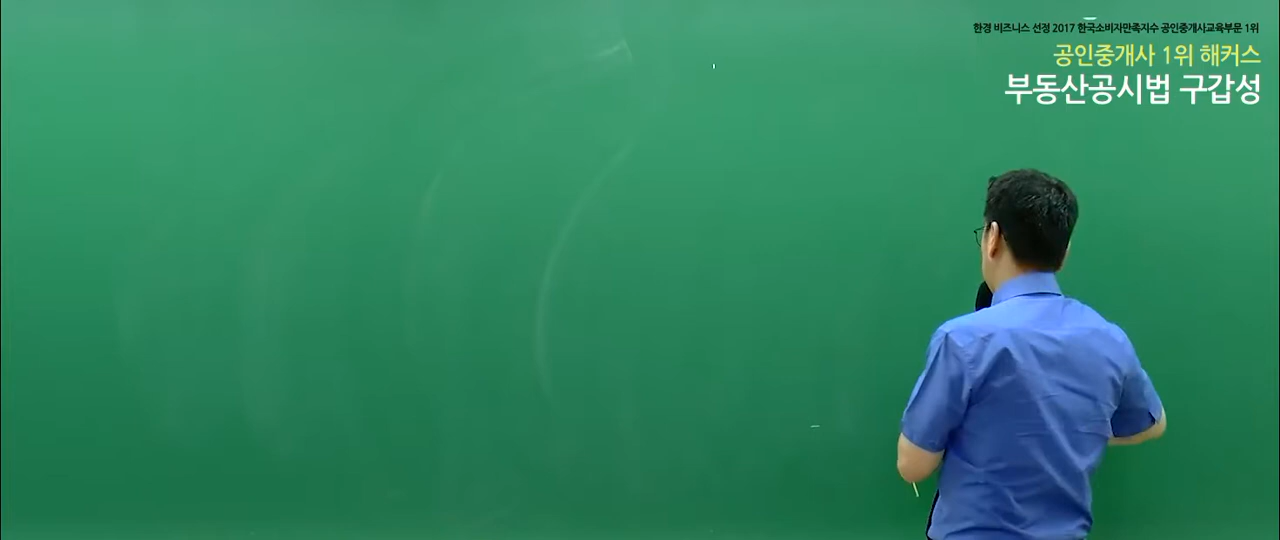 한경 비즈니스 선정 2017 한국소비자만족지수 공인중개사교육부문 1위
공인중개사 1위 해커스
부동산공시법 구갑성